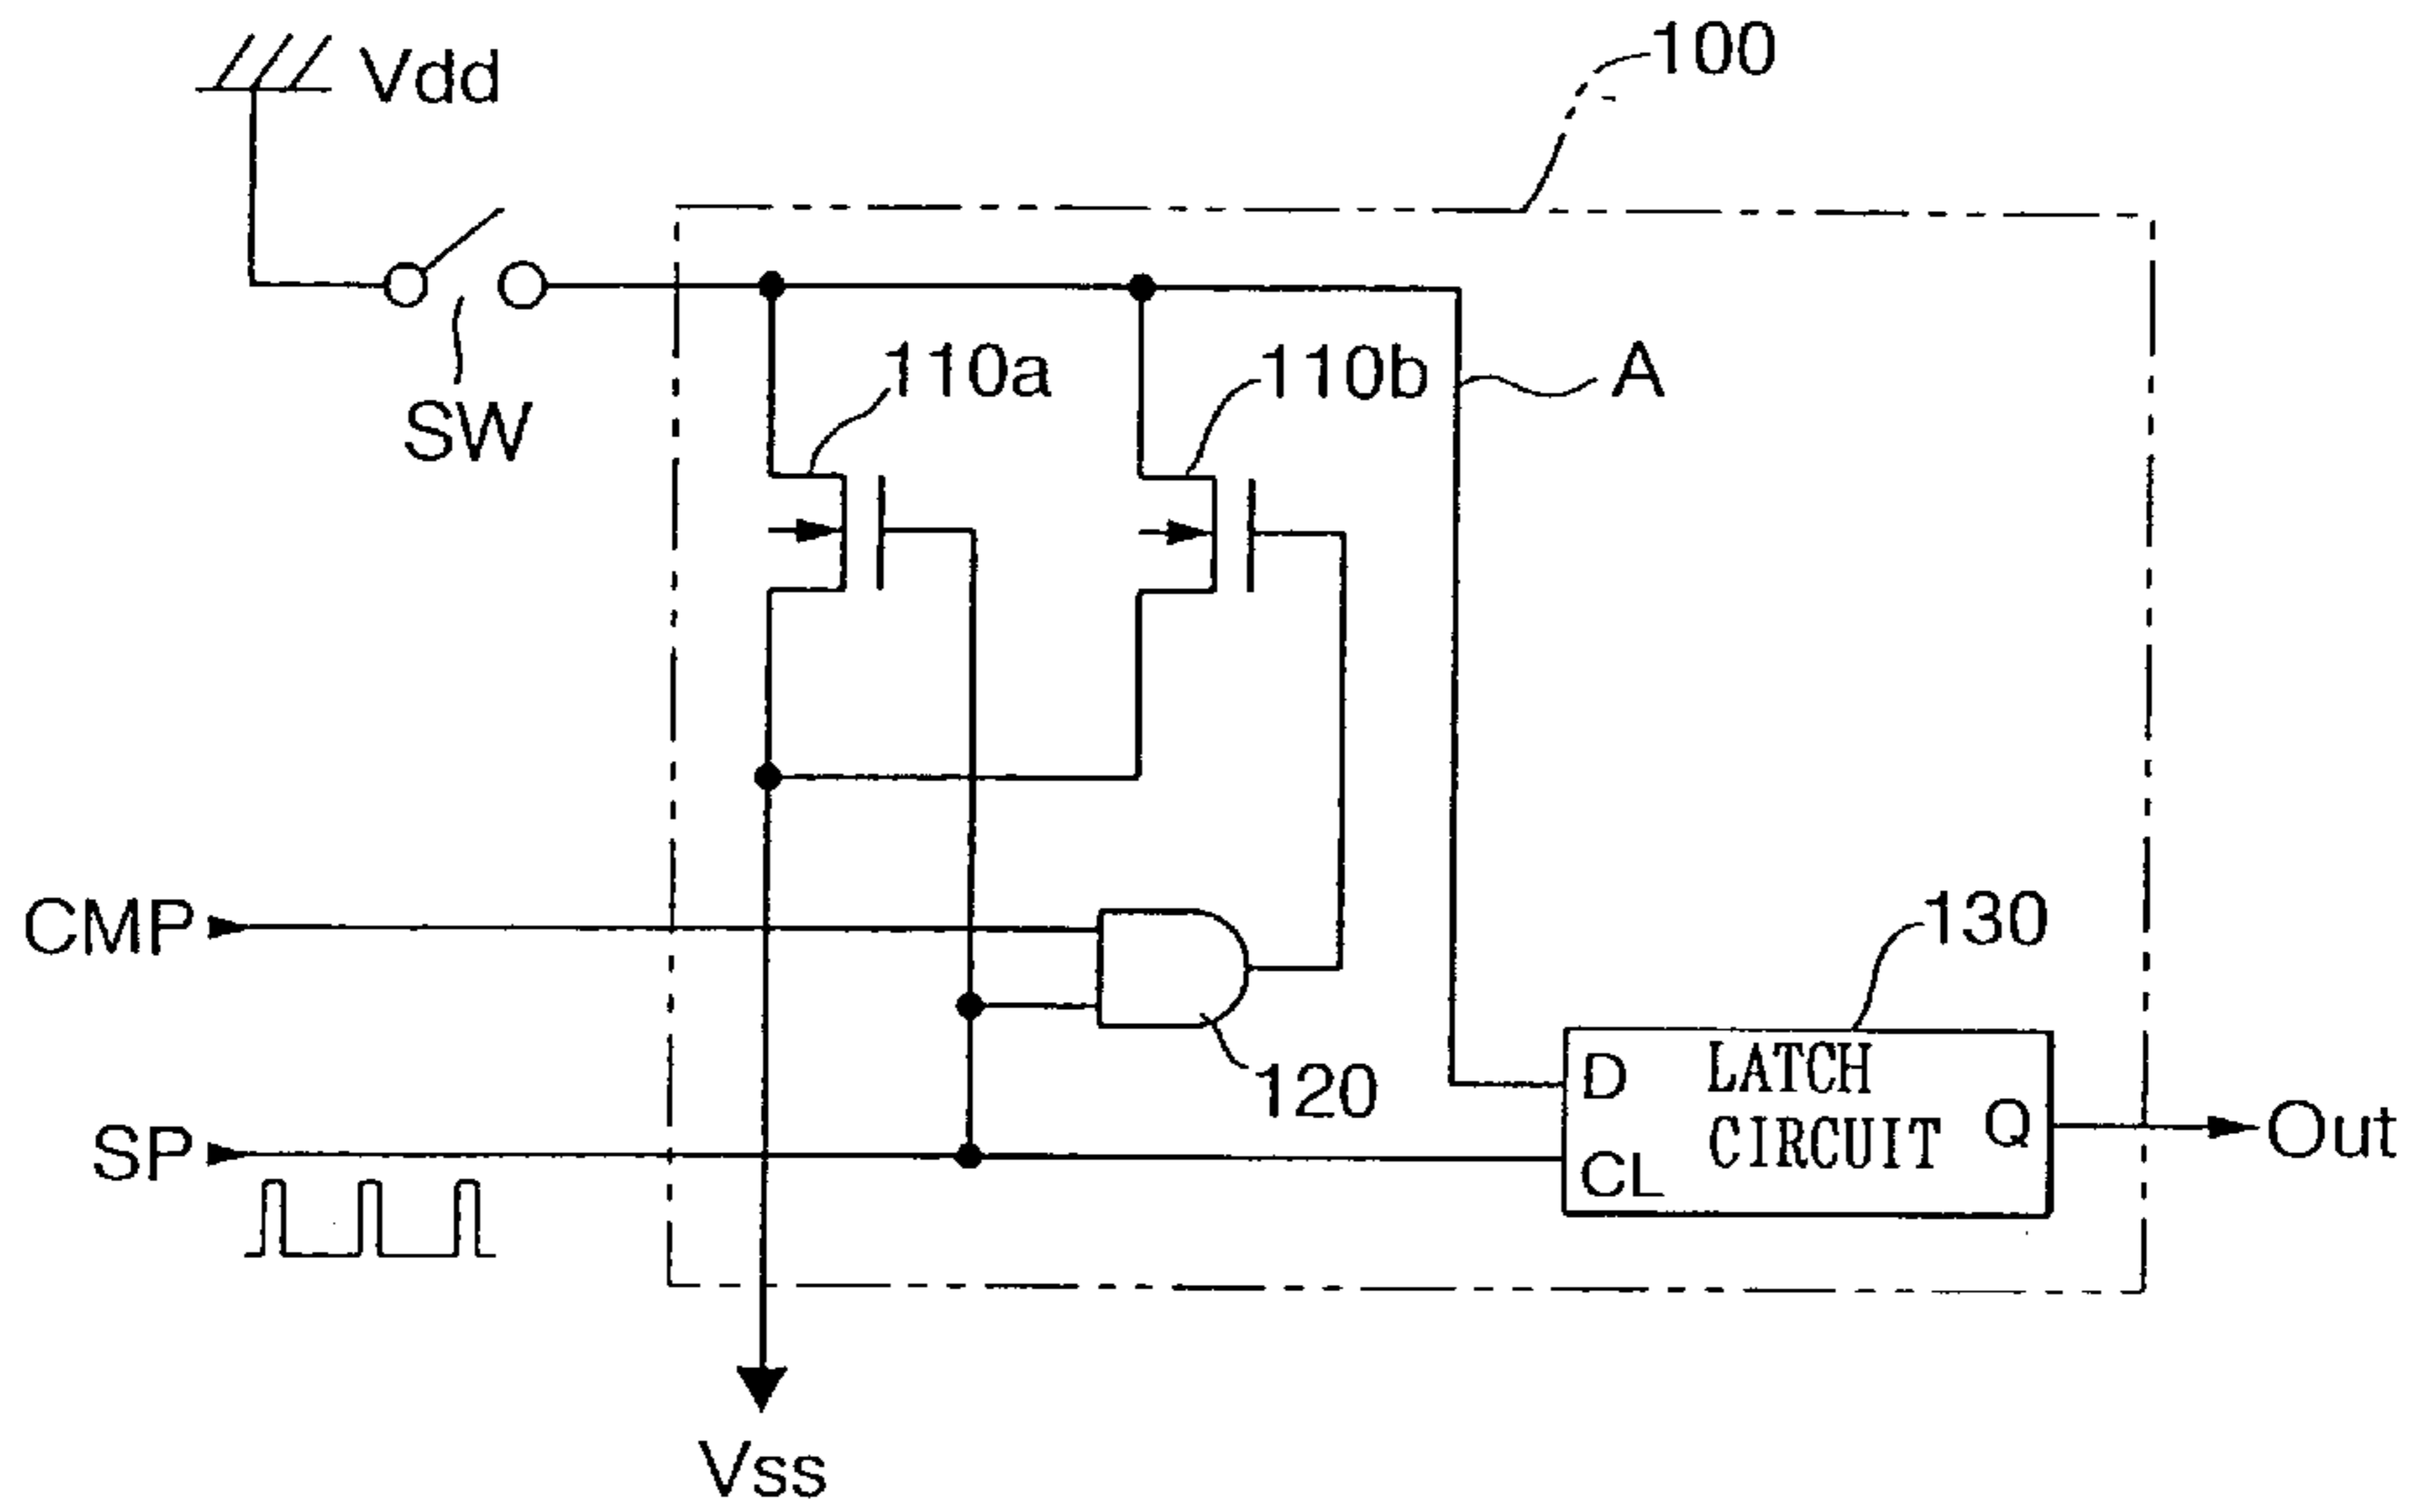 100
Vdd
110a
110b
A
SW
CMP
130
120
D
LATCH
CIRCUIT
Q
CL
Out
SP
Vss